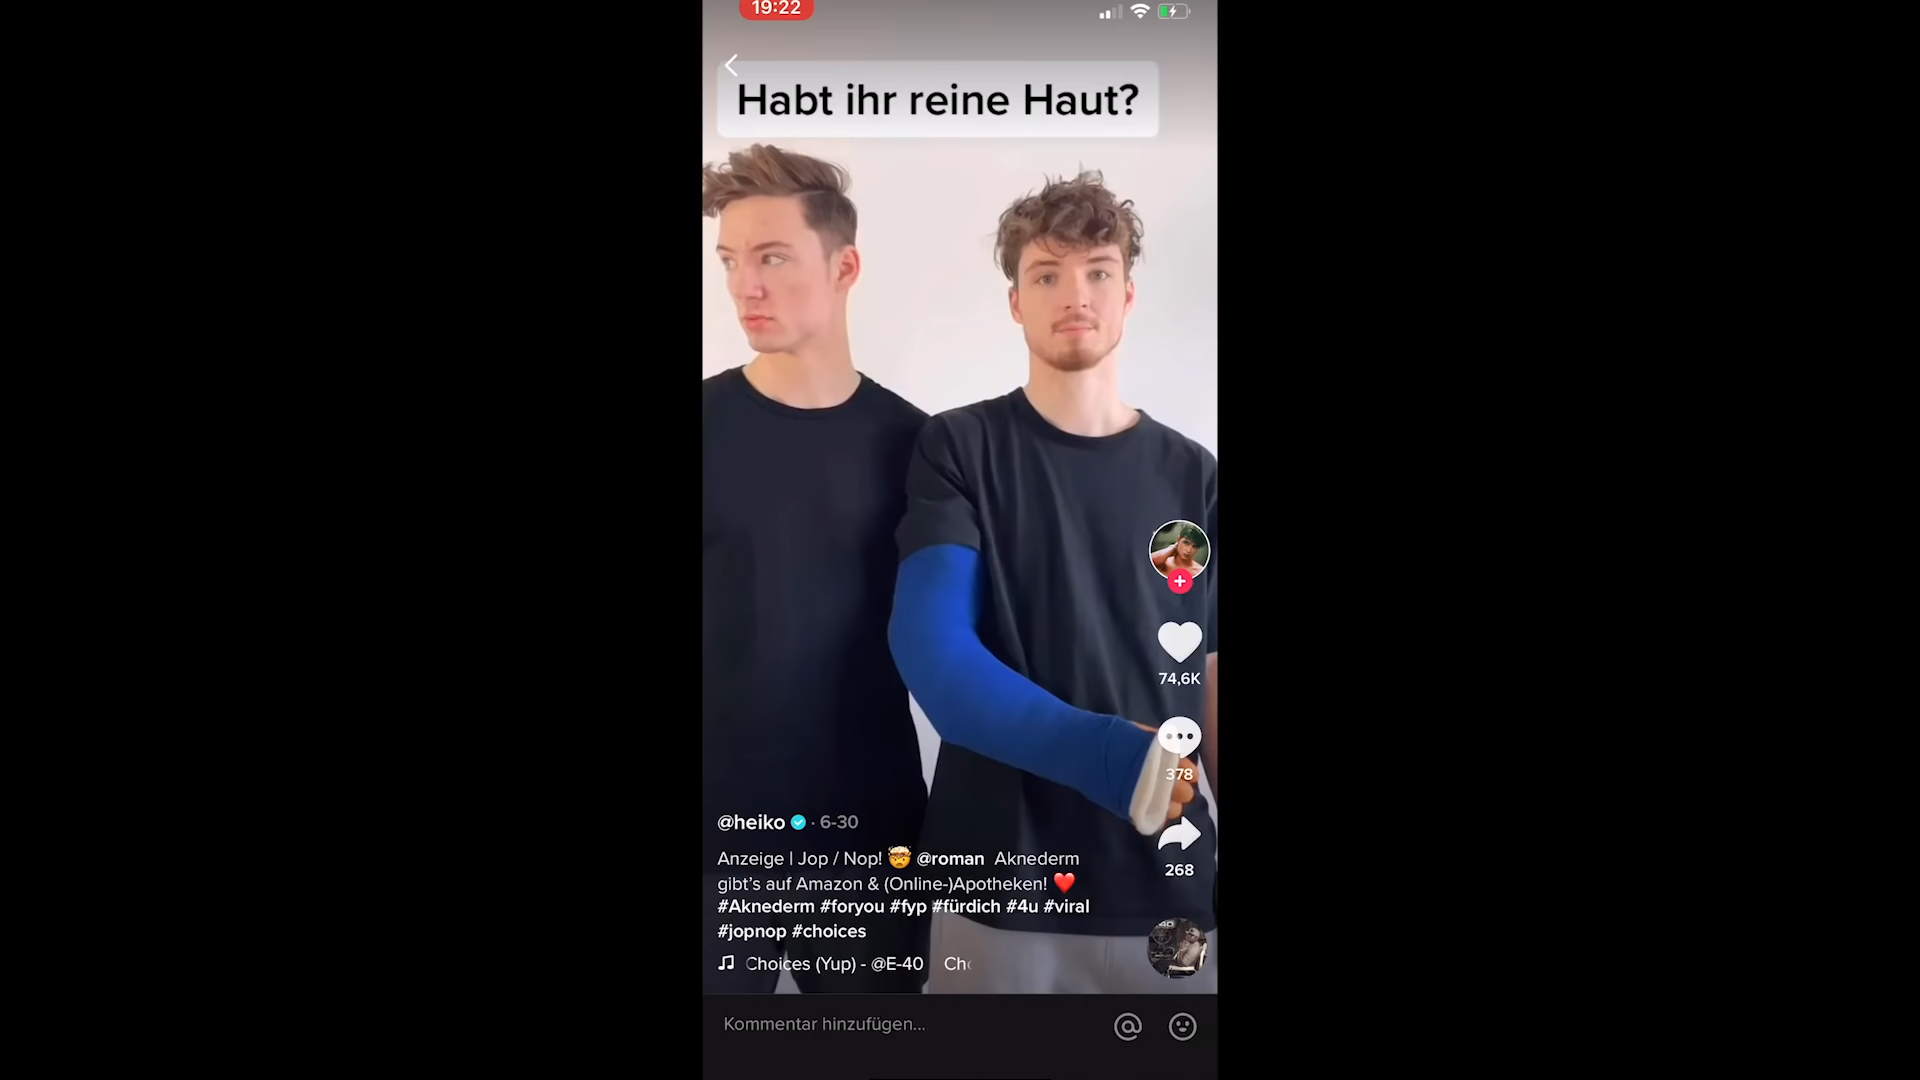 19:22
Habt ihr reine Haut?
74,6K
378
268
@heiko · 6-30
Anzeige | Jop / Nop! 🤯 @roman Aknederm
gibt's auf Amazon & (Online-)Apotheken! ❤️
#Aknederm #foryou #fyp #fürdich #4u #viral
#jopnop #choices
Choices (Yup) - @E-40 Ch
Kommentar hinzufügen...